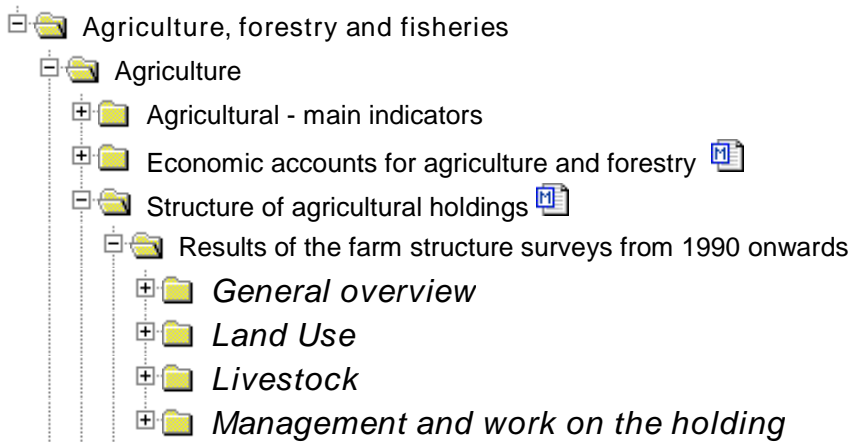 Agriculture, forestry and fisheries
Agriculture
Agricultural - main indicators
Economic accounts for agriculture and forestry M
Structure of agricultural holdings M
Results of the farm structure surveys from 1990 onwards
General overview
Land Use
Livestock
Management and work on the holding